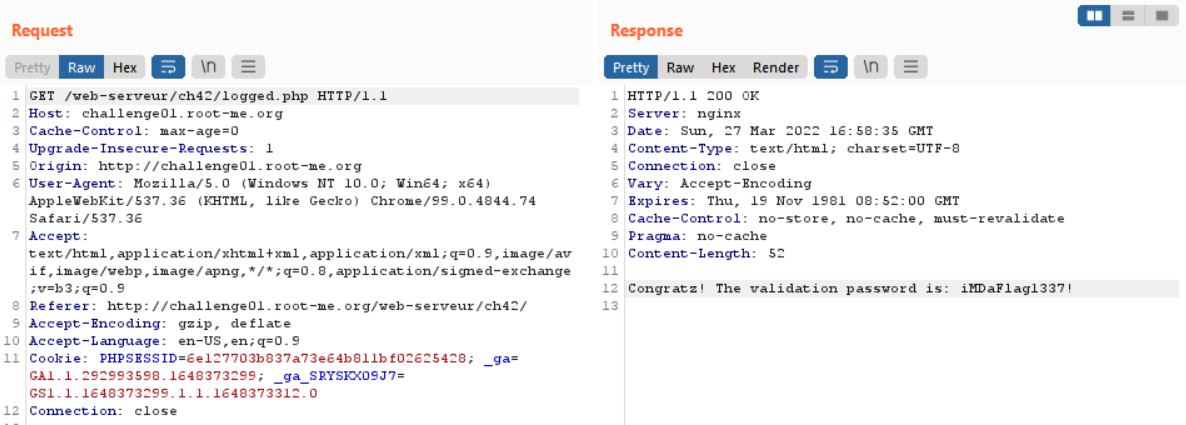 Request
Pretty Raw Hex \n
1 GET /web-serveur/ch42/logged.php HTTP/1.1
2 Host: challenge01.root-me.org
3 Cache-Control: max-age=0
4 Upgrade-Insecure-Requests: 1
5 Origin: http://challenge01.root-me.org
6 User-Agent: Mozilla/5.0 (Windows NT 10.0; Win64; x64)
AppleWebKit/537.36 (KHTML, like Gecko) Chrome/99.0.4844.74
Safari/537.36
7 Accept:
text/html,application/xhtml+xml,application/xml;q=0.9,image/av
if,image/webp,image/apng,*/*;q=0.8,application/signed-exchange
;v=b3;q=0.9
8 Referer: http://challenge01.root-me.org/web-serveur/ch42/
9 Accept-Encoding: gzip, deflate
10 Accept-Language: en-US,en;q=0.9
11 Cookie: PHPSESSID=6e127703b837a73e64b811bf02625428; _ga=
GA1.1.292993598.1648373299; _ga_SRYSKX09J7=
GS1.1.1648373299.1.1.1648373312.0
12 Connection: close
Response
Pretty Raw Hex Render \n
1 HTTP/1.1 200 OK
2 Server: nginx
3 Date: Sun, 27 Mar 2022 16:58:35 GMT
4 Content-Type: text/html; charset=UTF-8
5 Connection: close
6 Vary: Accept-Encoding
7 Expires: Thu, 19 Nov 1981 08:52:00 GMT
8 Cache-Control: no-store, no-cache, must-revalidate
9 Pragma: no-cache
10 Content-Length: 52
11
12 Congratz! The validation password is: iMDaFlag1337!
13